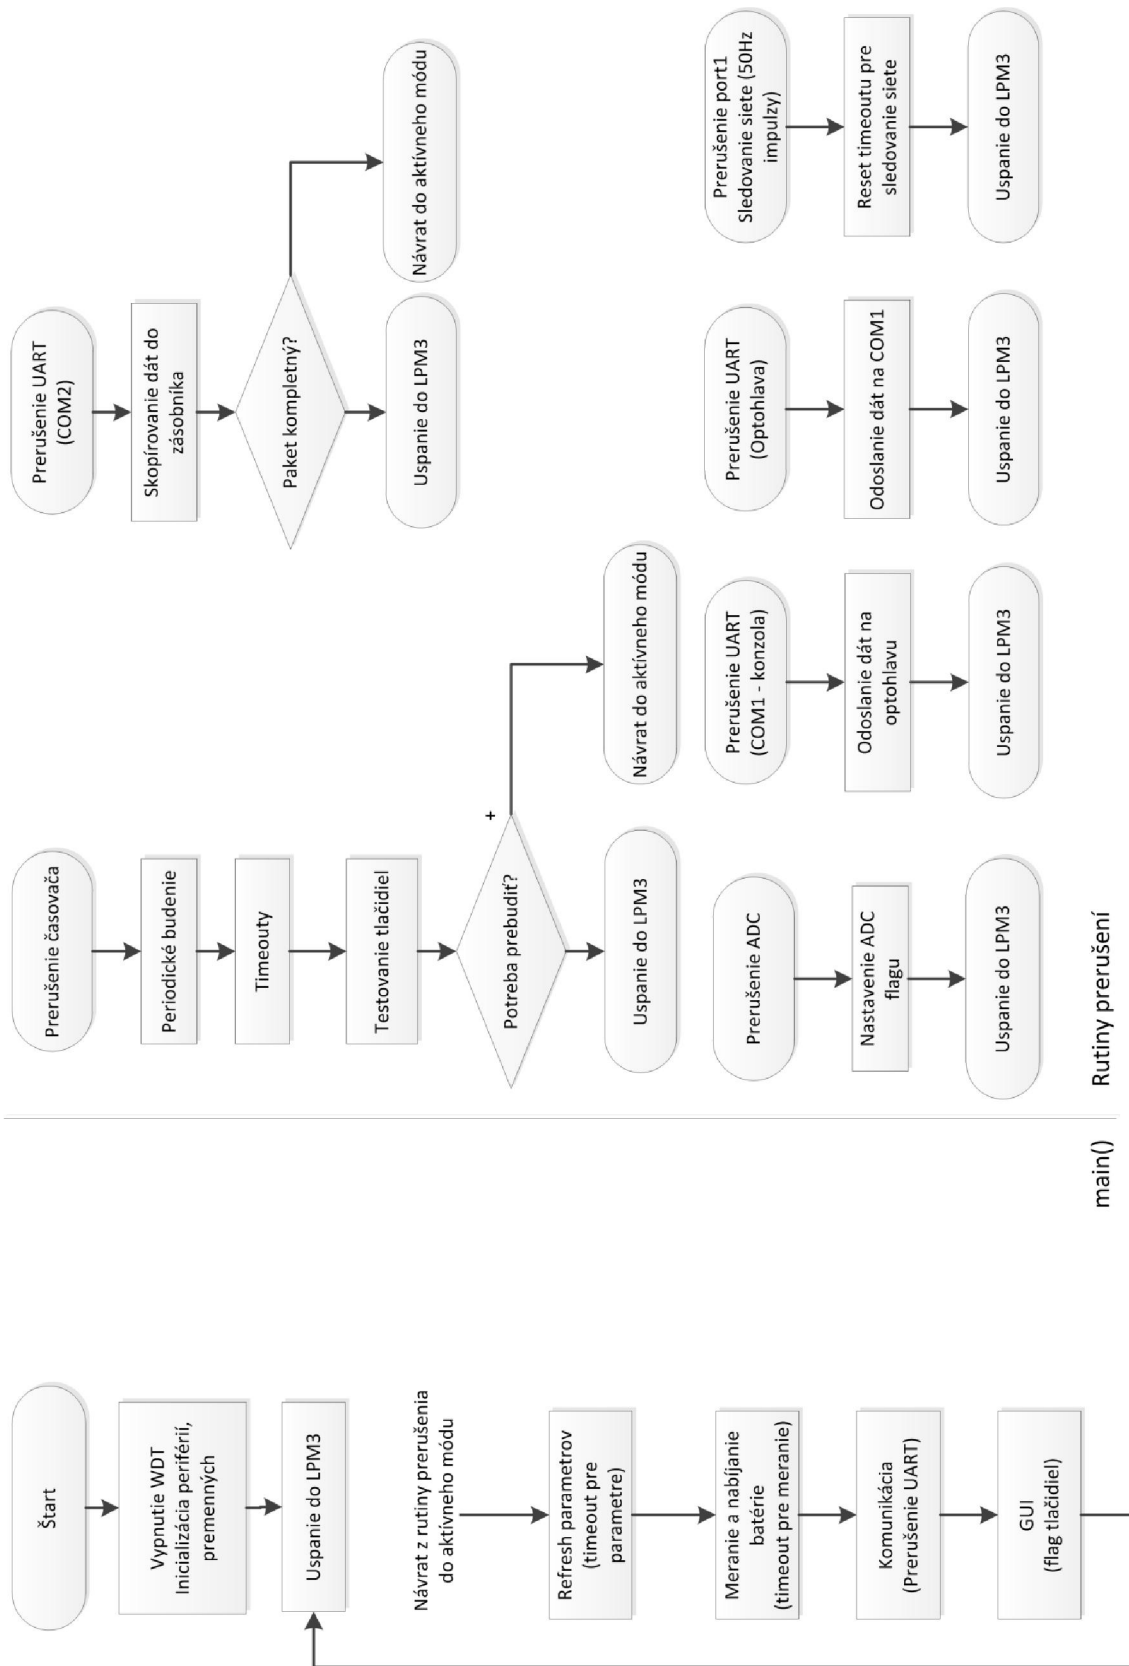 Štart
Vypnutie WDT
Inicializácia periférií,
premenných
Uspanie do LPM3
Návrat z rutiny prerušenia
do aktívneho módu
Refresh parametrov
(timeout pre
parametre)
Meranie a nabíjanie
batérie
(timeout pre meranie)
Komunikácia
(Prerušenie UART)
GUI
(flag tlačidiel)
main()
Prerušenie časovača
Periodické budenie
Timeouty
Testovanie tlačidiel
Potreba prebudiť?
+
Uspanie do LPM3
Návrat do aktívneho módu
Prerušenie UART
(COM2)
Skopírovanie dát do
zásobníka
Paket kompletný?
Uspanie do LPM3
Návrat do aktívneho módu
Prerušenie ADC
Nastavenie ADC
flagu
Uspanie do LPM3
Prerušenie UART
(COM1 - konzola)
Odoslanie dát na
optohlavu
Uspanie do LPM3
Prerušenie UART
(Optohlava)
Odoslanie dát na COM1
Uspanie do LPM3
Prerušenie port1
Sledovanie siete (50Hz
impulzy)
Reset timeoutu pre
sledovanie siete
Uspanie do LPM3
Rutiny prerušení